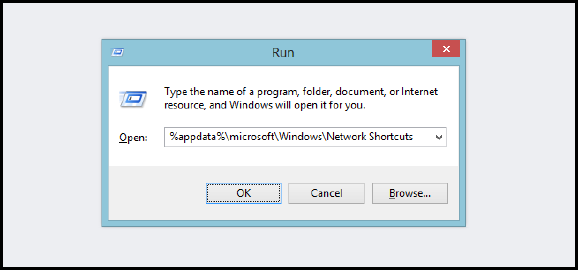 Run
Type the name of a program, folder, document, or Internet
resource, and Windows will open it for you.
Open: %appdata%\microsoft\Windows\Network Shortcuts
OK Cancel Browse...